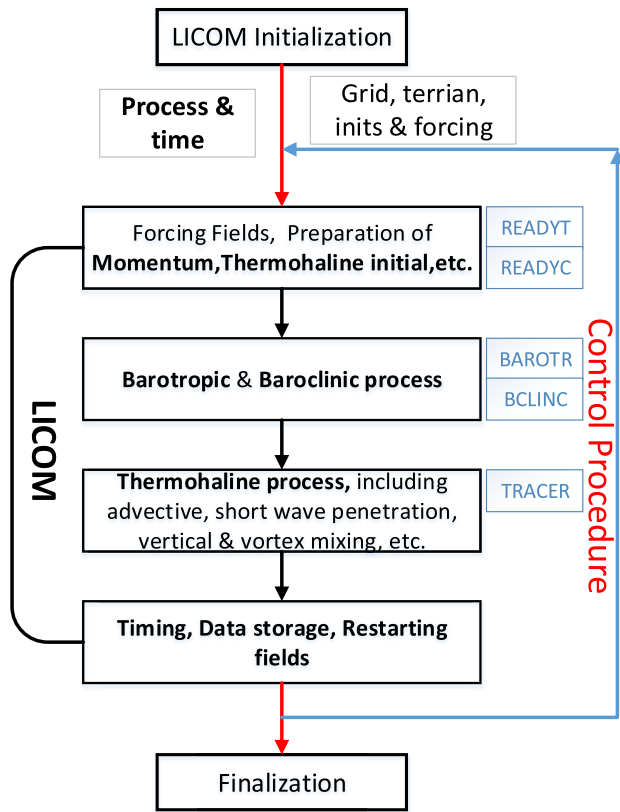 LICOM Initialization
Process &
time
Grid, terrian,
inits & forcing
Forcing Fields, Preparation of
Momentum,Thermohaline initial,etc.
READYT
READYC
Barotropic & Baroclinic process
BAROTR
BCLINC
Thermohaline process, including
advective, short wave penetration,
vertical & vortex mixing, etc.
TRACER
Timing, Data storage, Restarting
fields
Finalization
LICOM
Control Procedure